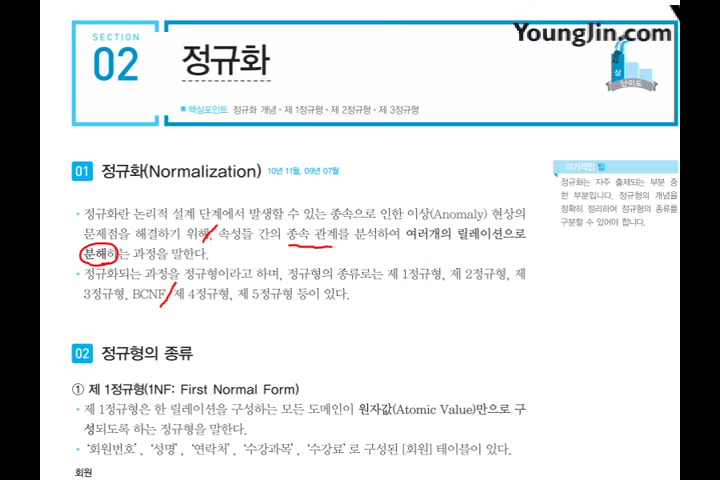 YoungJin.com
SECTION
02
정규화
상
난이도
■ 핵심포인트 정규화 개념 • 제 1정규형 • 제 2정규형 • 제 3정규형
01 정규화(Normalization) 10년 11월, 09년 07월
• 정규화란 논리적 설계 단계에서 발생할 수 있는 종속으로 인한 이상(Anomaly) 현상의
문제점을 해결하기 위해, 속성들 간의 종속 관계를 분석하여 여러개의 릴레이션으로
분해하는 과정을 말한다.
• 정규화되는 과정을 정규형이라고 하며, 정규형의 종류로는 제 1정규형, 제 2정규형, 제
3정규형, BCNF, 제 4정규형, 제 5정규형 등이 있다.
이기적인 팁
정규화는 자주 출제되는 부분 중
한 부분입니다. 정규형의 개념을
정확히 정리하여 정규형의 종류를
구분할 수 있어야 합니다.
02 정규형의 종류
① 제 1정규형(1NF: First Normal Form)
• 제 1정규형은 한 릴레이션을 구성하는 모든 도메인이 원자값(Atomic Value)만으로 구
성되도록 하는 정규형을 말한다.
• ‘회원번호’, ‘성명’, ‘연락처’, ‘수강과목’, ‘수강료’로 구성된 [회원] 테이블이 있다.
회원